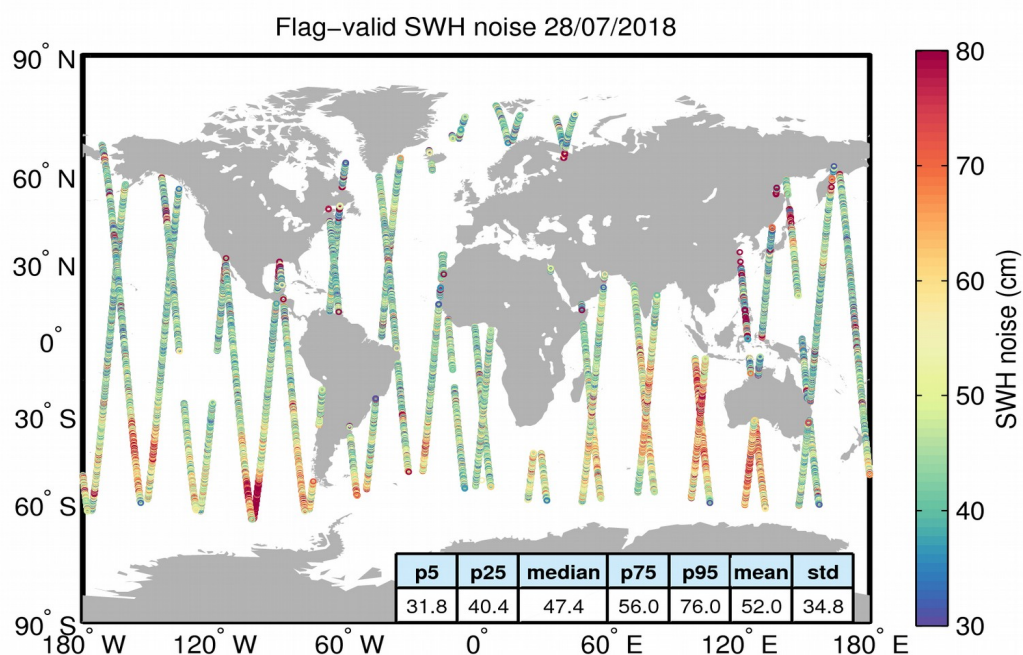 Flag−valid SWH noise 28/07/2018
90° N
60° N
30° N
0°
30° S
60° S
90° S
180° W
120° W
60° W
0°
60° E
120° E
180° E
80
70
60
50
40
30
SWH noise (cm)
p5 p25 median p75 p95 mean std
31.8 40.4 47.4 56.0 76.0 52.0 34.8